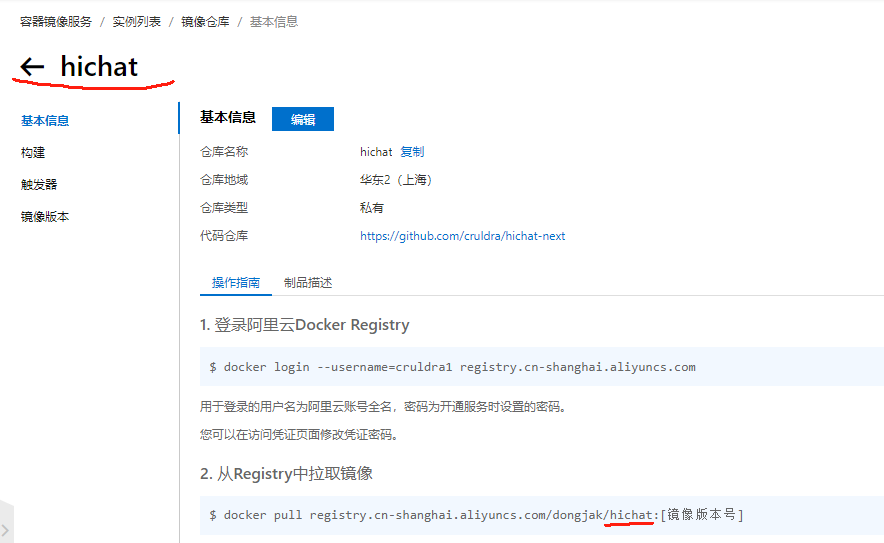 容器镜像服务 / 实例列表 / 镜像仓库 / 基本信息
← hichat
基本信息
构建
触发器
镜像版本
基本信息 编辑
仓库名称 hichat 复制
仓库地域 华东2（上海）
仓库类型 私有
代码仓库 https://github.com/cruldra/hichat-next
操作指南 制品描述
1. 登录阿里云Docker Registry
$ docker login --username=cruldra1 registry.cn-shanghai.aliyuncs.com
用于登录的用户名为阿里云账号全名，密码为开通服务时设置的密码。
您可以在访问凭证页面修改凭证密码。
2. 从Registry中拉取镜像
$ docker pull registry.cn-shanghai.aliyuncs.com/dongjak/hichat:[镜像版本号]